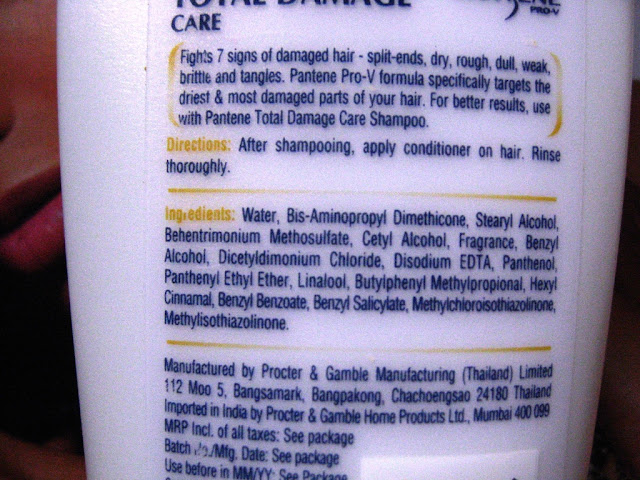 TOTAL DAMAGE
PRO-V
CARE
Fights 7 signs of damaged hair - split-ends, dry, rough, dull, weak,
brittle and tangles. Pantene Pro-V formula specifically targets the
driest & most damaged parts of your hair. For better results, use
with Pantene Total Damage Care Shampoo.
Directions: After shampooing, apply conditioner on hair. Rinse
thoroughly.
Ingredients: Water, Bis-Aminopropyl Dimethicone, Stearyl Alcohol,
Behentrimonium Methosulfate, Cetyl Alcohol, Fragrance, Benzyl
Alcohol, Dicetyldimonium Chloride, Disodium EDTA, Panthenol,
Panthenyl Ethyl Ether, Linalool, Butylphenyl Methylpropional, Hexyl
Cinnamal, Benzyl Benzoate, Benzyl Salicylate, Methylchloroisothiazolinone,
Methylisothiazolinone.
Manufactured by Procter & Gamble Manufacturing (Thailand) Limited
112 Moo 5, Bangsamark, Bangpakong, Chachoengsao 24180 Thailand
Imported in India by Procter & Gamble Home Products Ltd., Mumbai 400 099
MRP Incl. of all taxes: See package
Batch No./Mfg. Date: See package
Use before in MM/YY: See Package